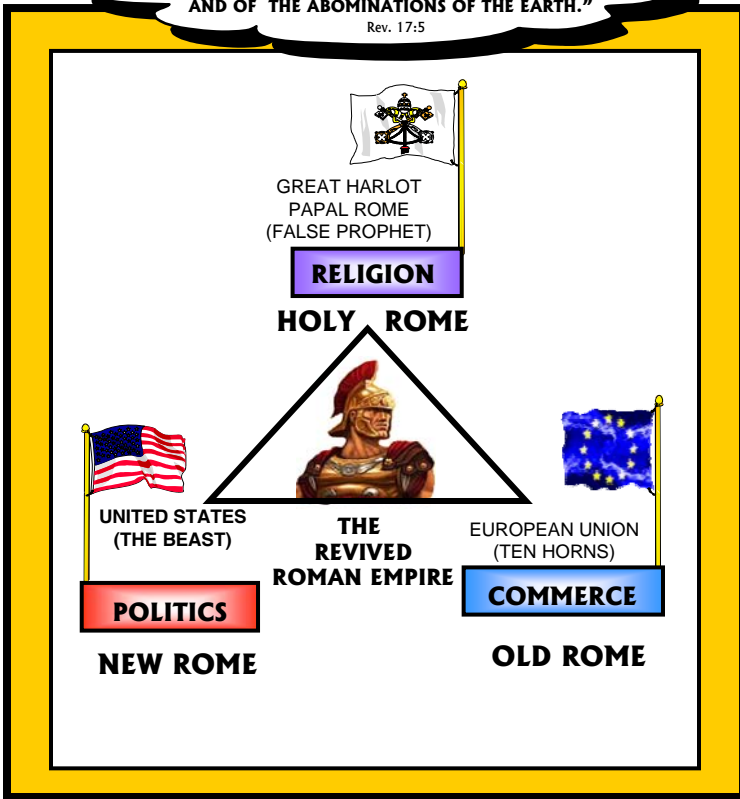 AND OF THE ABOMINATIONS OF THE EARTH.”
Rev. 17:5
GREAT HARLOT
PAPAL ROME
(FALSE PROPHET)
RELIGION
HOLY ROME
UNITED STATES
(THE BEAST)
POLITICS
NEW ROME
THE
REVIVED
ROMAN EMPIRE
EUROPEAN UNION
(TEN HORNS)
COMMERCE
OLD ROME